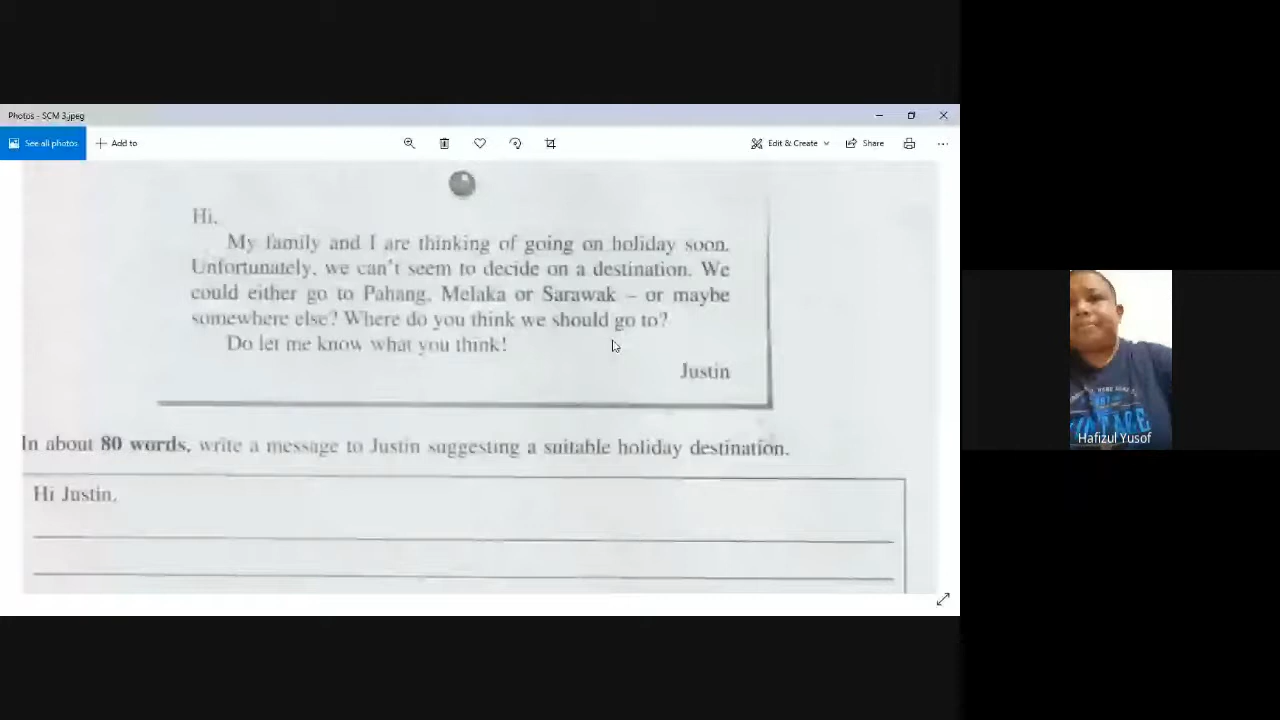 Photos - SCM 3.jpeg
See all photos
Add to
Edit & Create
Share
Hi,
My family and I are thinking of going on holiday soon.
Unfortunately, we can't seem to decide on a destination. We
could either go to Pahang, Melaka or Sarawak – or maybe
somewhere else? Where do you think we should go to?
Do let me know what you think!
Justin
In about 80 words, write a message to Justin suggesting a suitable holiday destination.
Hi Justin,
Hafizul Yusof